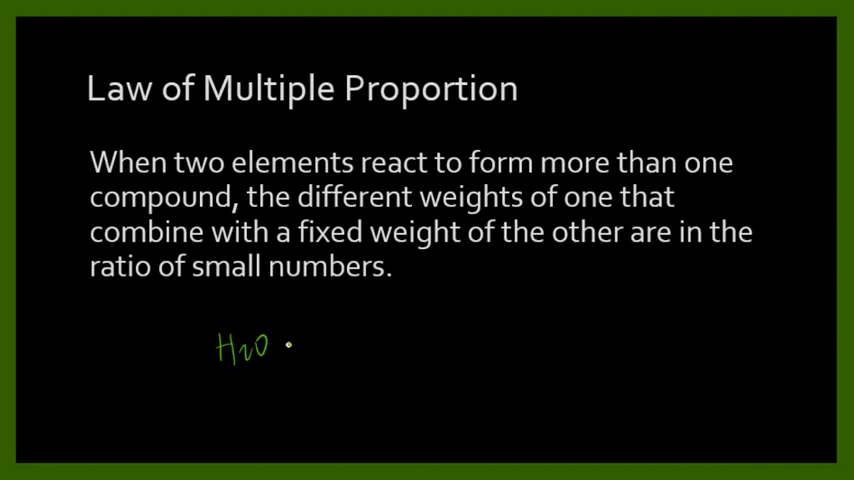 Law of Multiple Proportion
When two elements react to form more than one
compound, the different weights of one that
combine with a fixed weight of the other are in the
ratio of small numbers.
H₂O